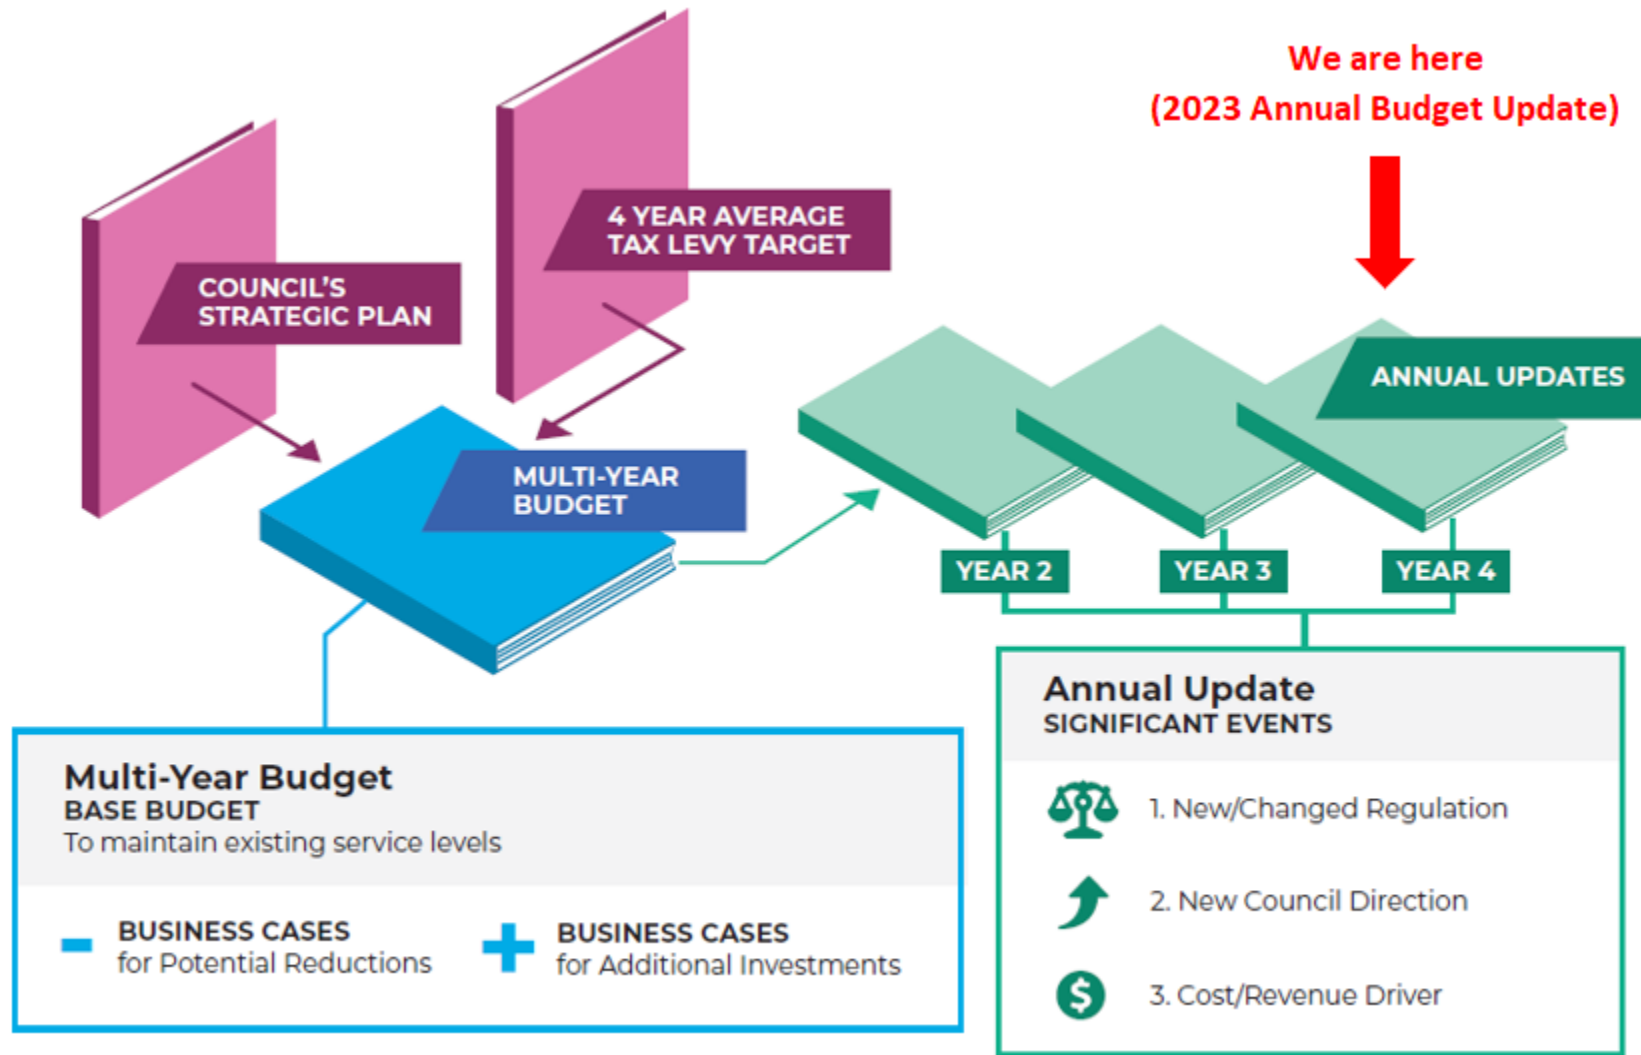 We are here
(2023 Annual Budget Update)
4 YEAR AVERAGE
TAX LEVY TARGET
COUNCIL'S
STRATEGIC PLAN
ANNUAL UPDATES
MULTI-YEAR
BUDGET
YEAR 2
YEAR 3
YEAR 4
Multi-Year Budget
BASE BUDGET
To maintain existing service levels
- BUSINESS CASES
for Potential Reductions
+ BUSINESS CASES
for Additional Investments
Annual Update
SIGNIFICANT EVENTS
1. New/Changed Regulation
2. New Council Direction
$ 3. Cost/Revenue Driver